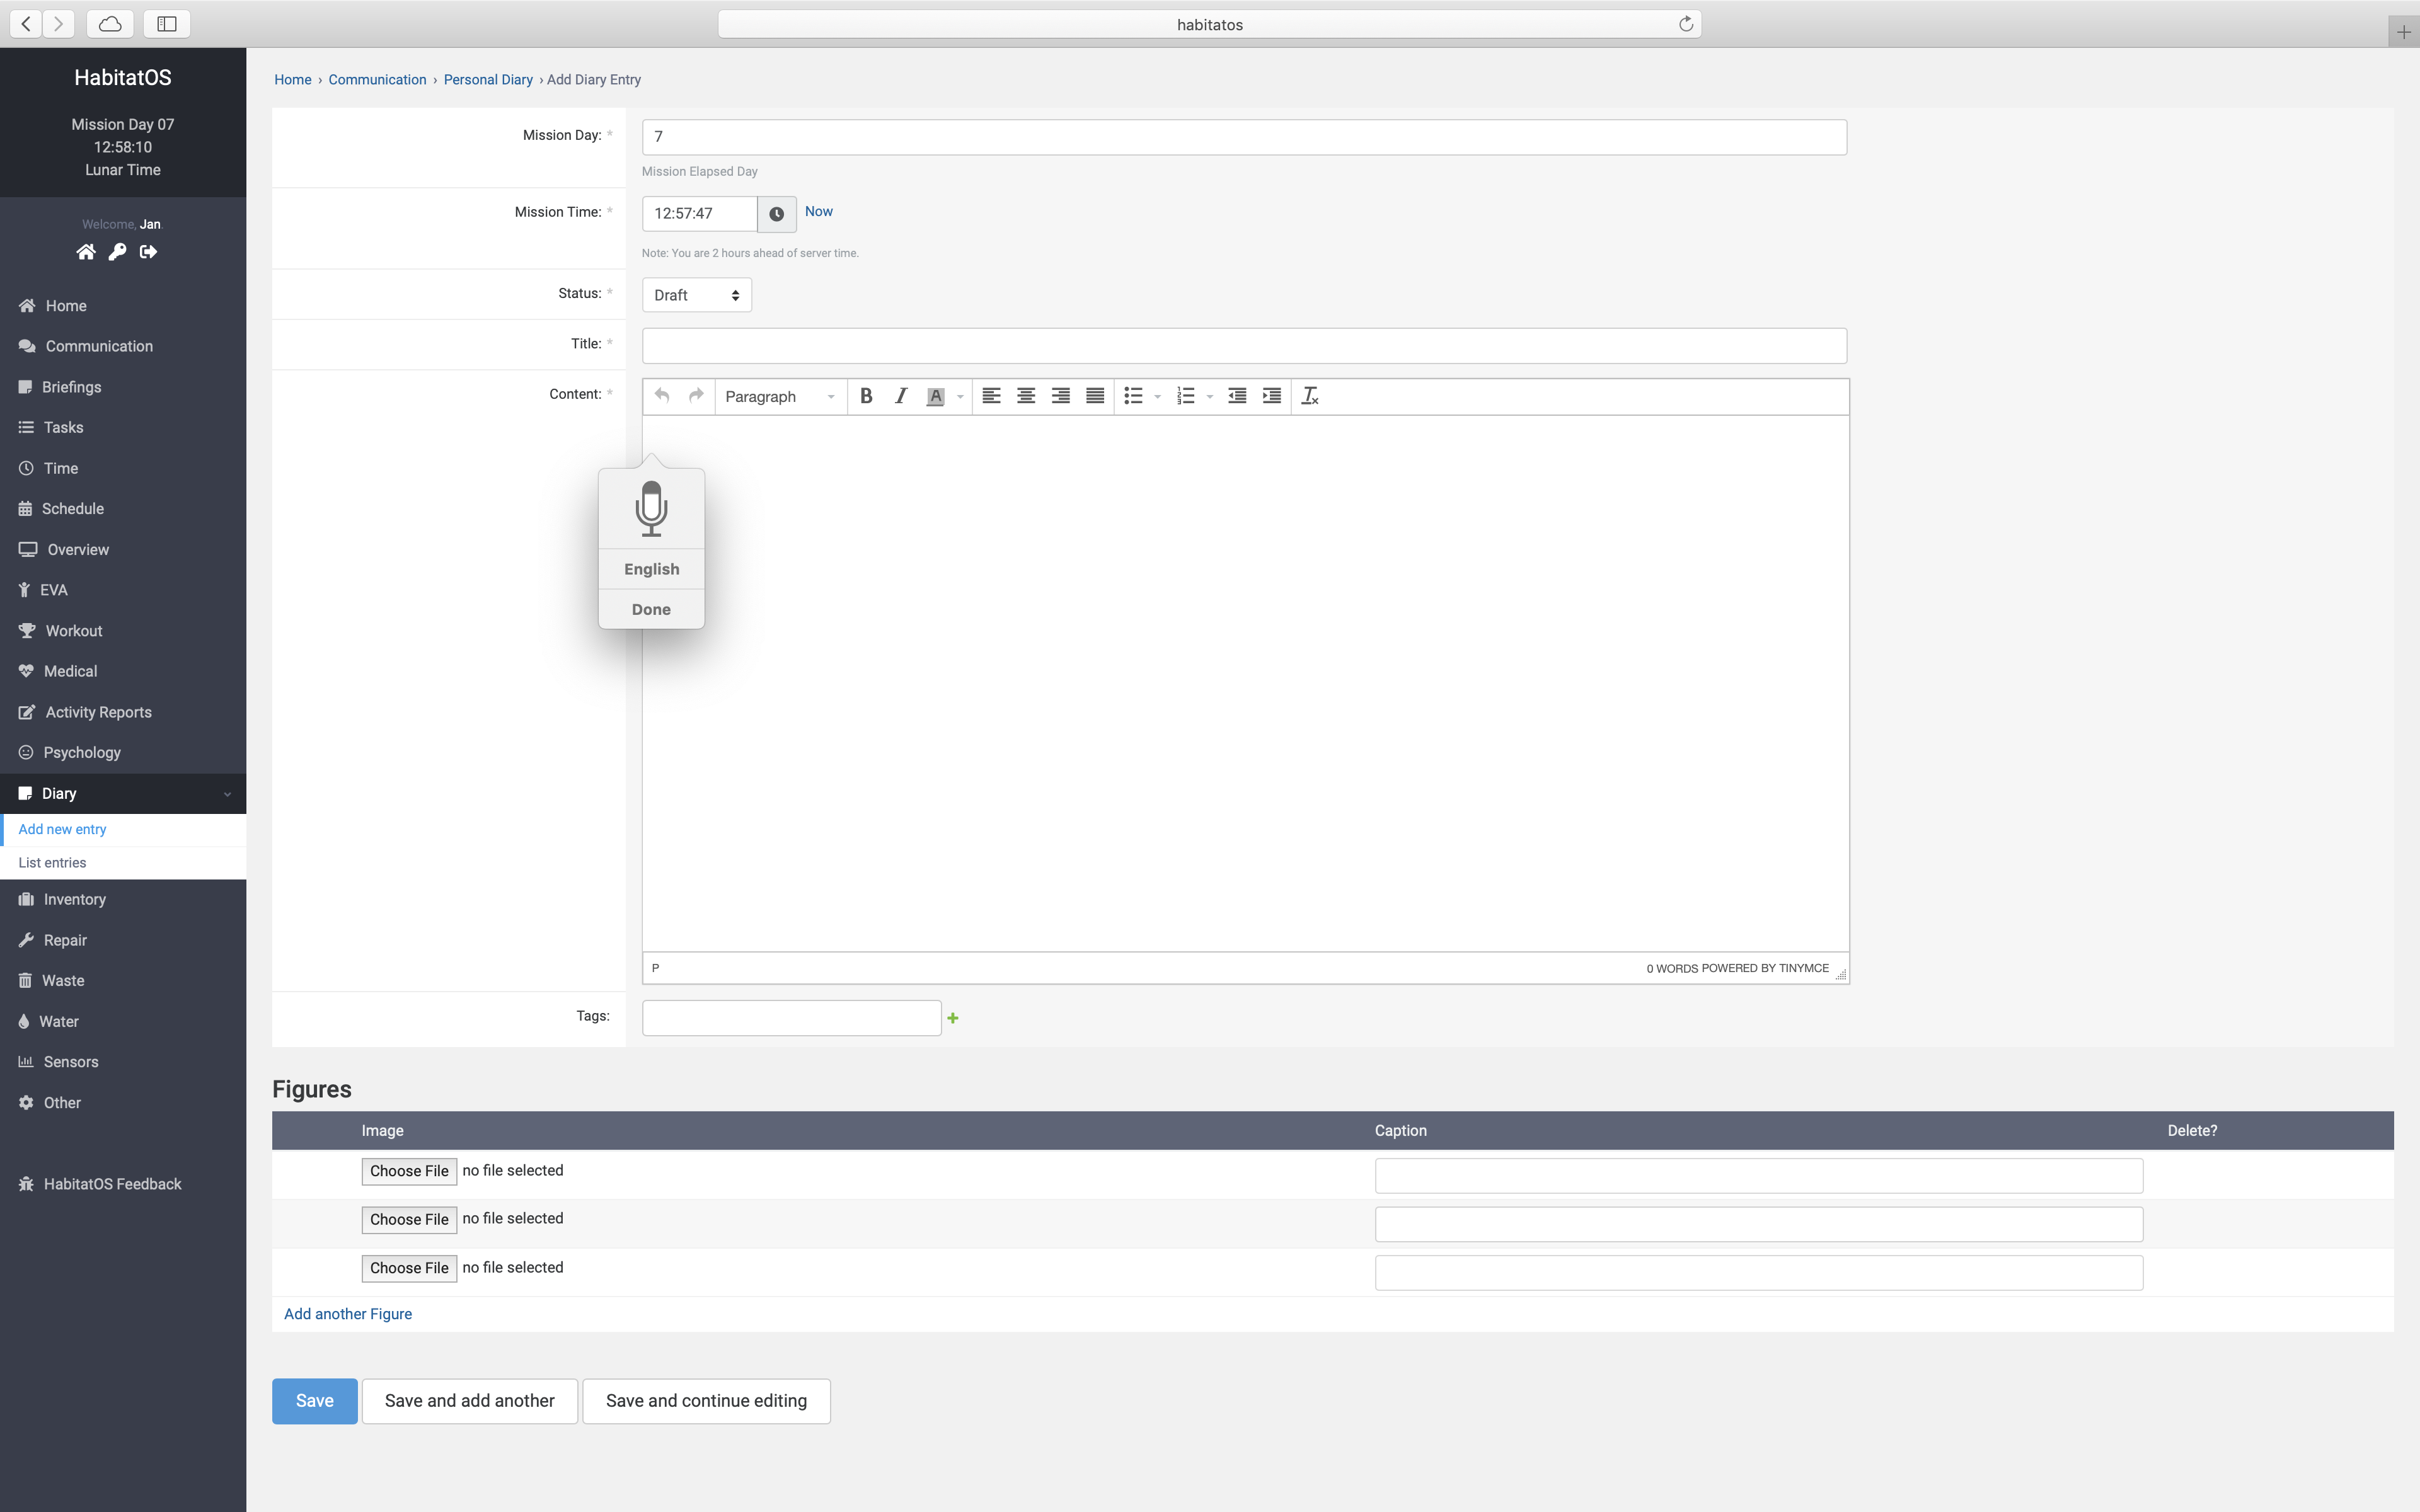 habitatos
HabitatOS
Mission Day 07
12:58:10
Lunar Time
Welcome, Jan.
Home
Communication
Briefings
Tasks
Time
Schedule
Overview
EVA
Workout
Medical
Activity Reports
Psychology
Diary
Add new entry
List entries
Inventory
Repair
Waste
Water
Sensors
Other
HabitatOS Feedback
Home › Communication › Personal Diary › Add Diary Entry
Mission Day: * 7
Mission Elapsed Day
Mission Time: * 12:57:47 Now
Note: You are 2 hours ahead of server time.
Status: * Draft
Title: *
Content: * Paragraph B I A
English
Done
P 0 WORDS POWERED BY TINYMCE
Tags:
Figures
Image Caption Delete?
Choose File no file selected
Choose File no file selected
Choose File no file selected
Add another Figure
Save Save and add another Save and continue editing